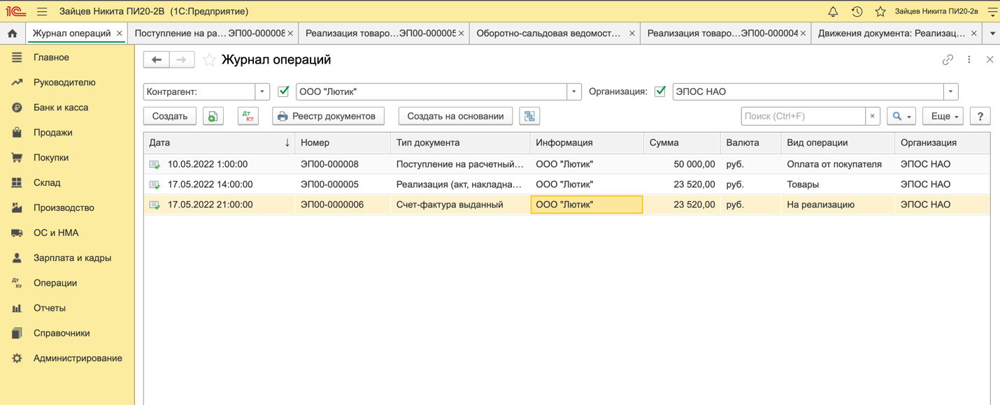 1С Зайцев Никита ПИ20-2В (1С:Предприятие) Зайцев Никита ПИ20-2в
Журнал операций × Поступление на ра... ЭП00-000008 × Реализация товаро...ЭП00-000005 × Оборотно-сальдовая ведомост... × Реализация товаро...ЭП00-000004 × Движения документа: Реализац... ×
Главное
Руководителю
Банк и касса
Продажи
Покупки
Склад
Производство
ОС и НМА
Зарплата и кадры
Дт Кт Операции
Отчеты
Справочники
Администрирование
Журнал операций
Контрагент: ООО "Лютик" Организация: ЭПОС НАО
Создать Дт Кт Реестр документов Создать на основании Поиск (Ctrl+F) × Еще ?
Дата ↓ Номер Тип документа Информация Сумма Валюта Вид операции Организация
10.05.2022 1:00:00 ЭП00-000008 Поступление на расчетный... ООО "Лютик" 50 000,00 руб. Оплата от покупателя ЭПОС НАО
17.05.2022 14:00:00 ЭП00-000005 Реализация (акт, накладна... ООО "Лютик" 23 520,00 руб. Товары ЭПОС НАО
17.05.2022 21:00:00 ЭП00-0000006 Счет-фактура выданный ООО "Лютик" 23 520,00 руб. На реализацию ЭПОС НАО